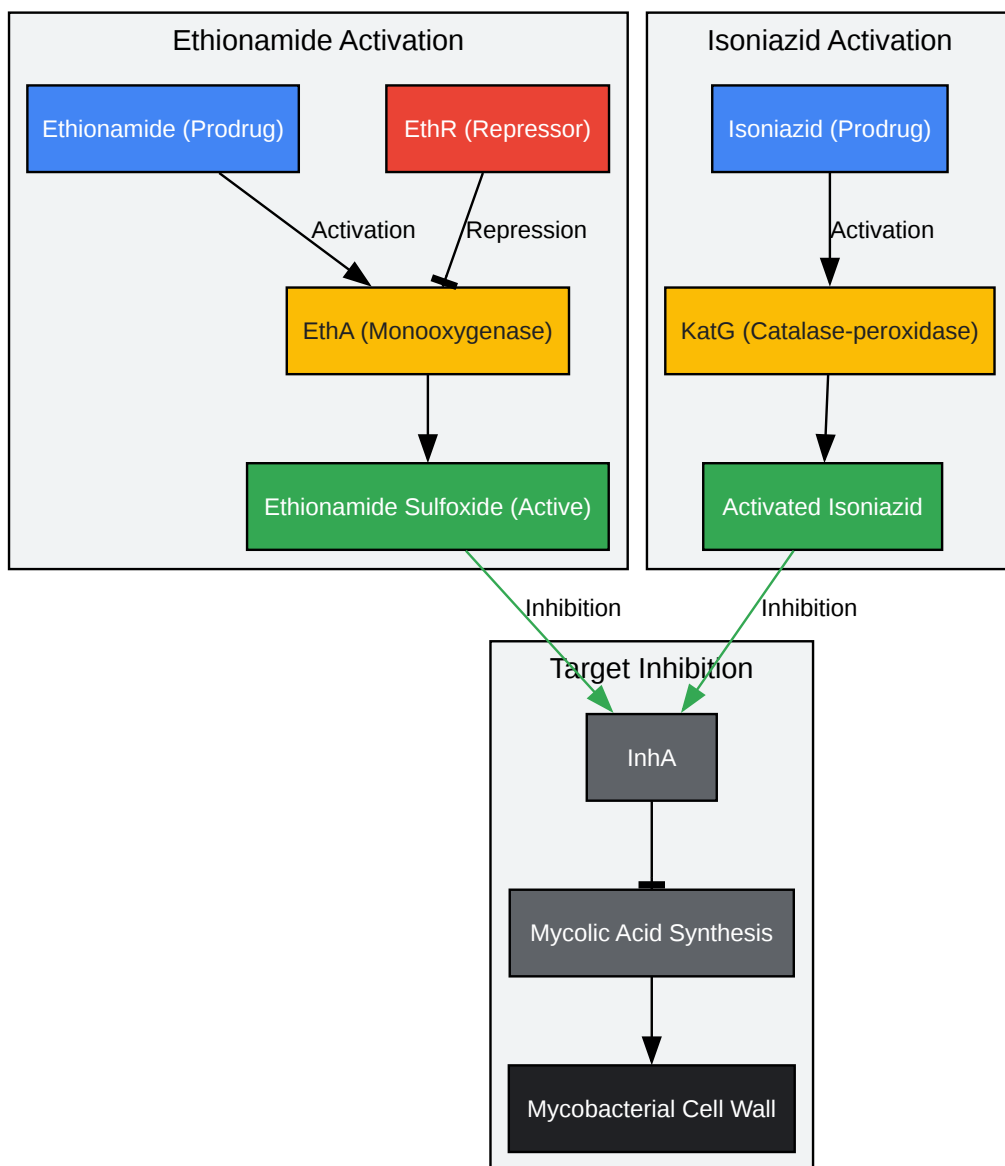 Ethionamide Activation
Isoniazid Activation
Ethionamide (Prodrug)
EthR (Repressor)
Isoniazid (Prodrug)
Activation
Repression
Activation
EthA (Monooxygenase)
KatG (Catalase-peroxidase)
Ethionamide Sulfoxide (Active)
Activated Isoniazid
Inhibition
Inhibition
Target Inhibition
InhA
Mycolic Acid Synthesis
Mycobacterial Cell Wall